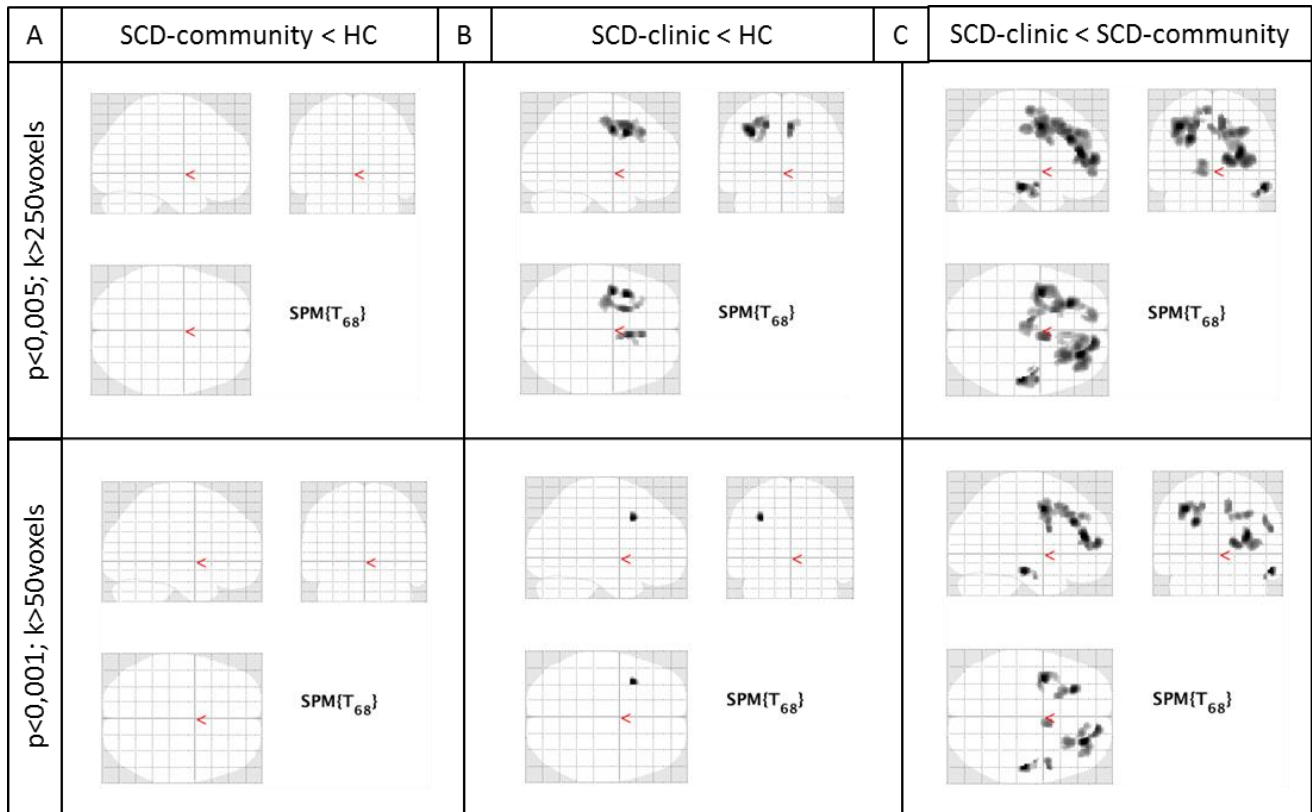 A
SCD-community < HC
B
SCD-clinic < HC
C
SCD-clinic < SCD-community
p<0,005; k>250voxels
<
<
<
<
<
<
<
<
<
SPM{T68}
SPM{T68}
SPM{T68}
p<0,001; k>50voxels
<
<
<
<
<
<
<
<
<
SPM{T68}
SPM{T68}
SPM{T68}